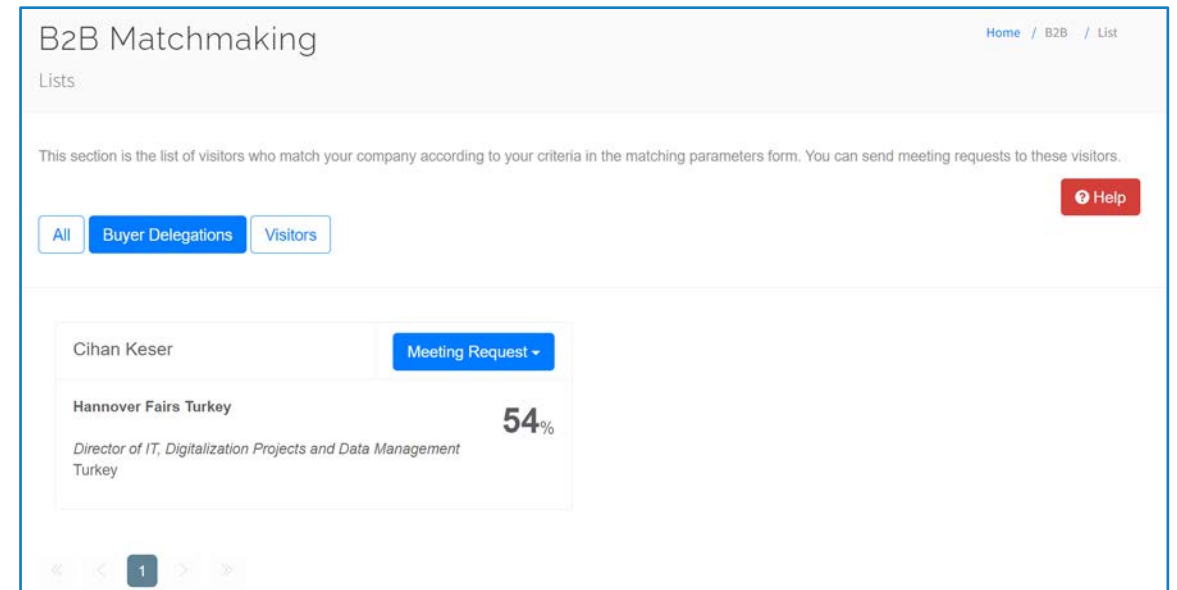 B2B Matchmaking
Home / B2B / List
Lists
This section is the list of visitors who match your company according to your criteria in the matching parameters form. You can send meeting requests to these visitors.
Help
All Buyer Delegations Visitors
Cihan Keser Meeting Request
Hannover Fairs Turkey
54%
Director of IT, Digitalization Projects and Data Management
Turkey
« < 1 > »